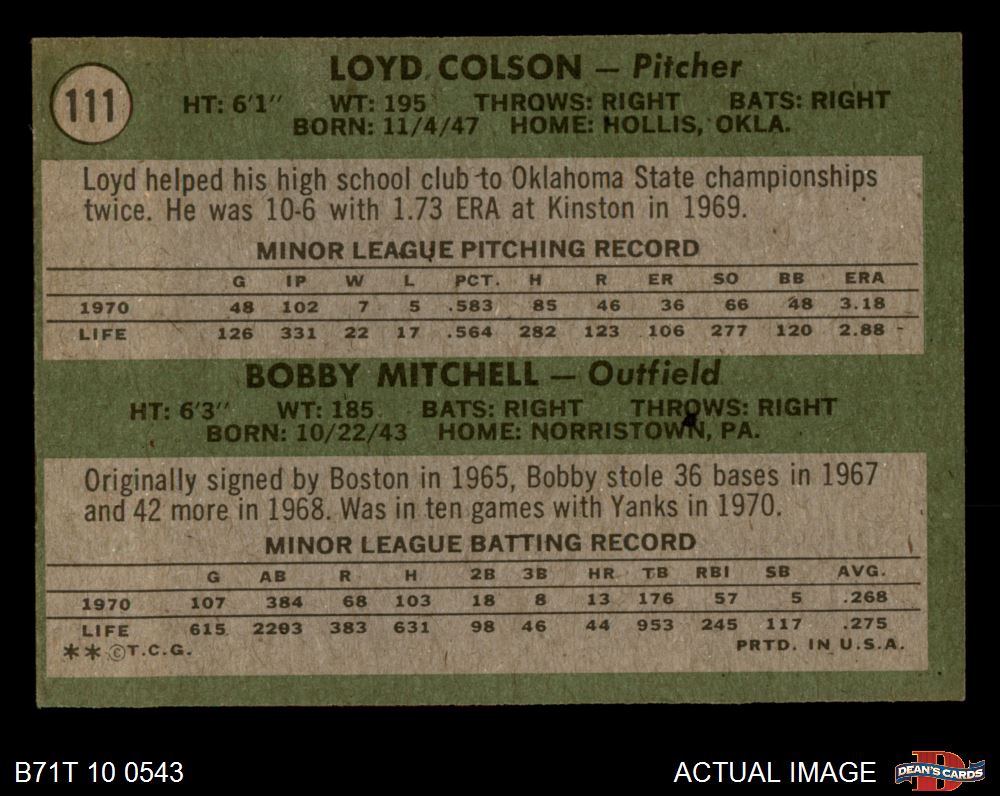 111
LOYD COLSON — Pitcher
HT: 6'1" WT: 195 THROWS: RIGHT BATS: RIGHT
BORN: 11/4/47 HOME: HOLLIS, OKLA.
Loyd helped his high school club to Oklahoma State championships
twice. He was 10-6 with 1.73 ERA at Kinston in 1969.
MINOR LEAGUE PITCHING RECORD
G IP W L PCT. H R ER SO BB ERA
1970 48 102 7 5 .583 85 46 36 66 48 3.18
LIFE 126 331 22 17 .564 282 123 106 277 120 2.88
BOBBY MITCHELL — Outfield
HT: 6'3" WT: 185 BATS: RIGHT THROWS: RIGHT
BORN: 10/22/43 HOME: NORRISTOWN, PA.
Originally signed by Boston in 1965, Bobby stole 36 bases in 1967
and 42 more in 1968. Was in ten games with Yanks in 1970.
MINOR LEAGUE BATTING RECORD
G AB R H 2B 3B HR TB RBI SB AVG.
1970 107 384 68 103 18 8 13 176 57 5 .268
LIFE 615 2293 383 631 98 46 44 953 245 117 .275
**©T.C.G. PRTD. IN U.S.A.
B71T 10 0543 ACTUAL IMAGE DEAN'S CARDS